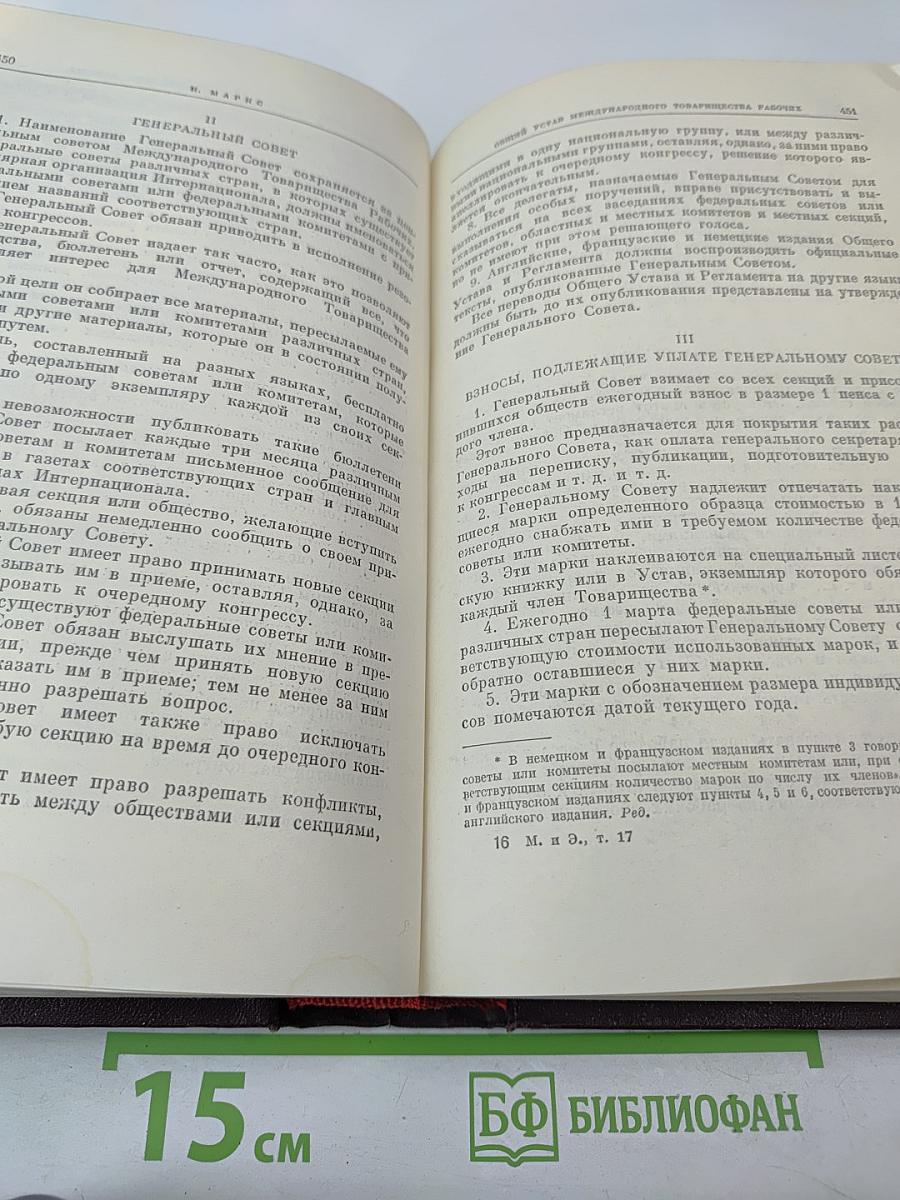 450
К. МАРКС
II
ГЕНЕРАЛЬНЫЙ СОВЕТ
1. Наименование Генеральный Совет сохраняется за
советом Международного Товарищества Рабочих.
советы различных стран, в которых существует
организация Интернационала, должны именоваться
советами или федеральными комитетами с
названий соответствующих стран.
Генеральный Совет обязан приводить в исполнение
конгрессов.
Генеральный Совет издает так часто, как это позволяют
бюллетень или отчет, содержащий все, что
интерес для Международного Товарищества
цели он собирает все материалы, пересылаемые ему
советами или комитетами различных стран,
и другие материалы, которые он в состоянии полу-
путем.
составленный на разных языках, бесплатно
федеральным советам или комитетам, которые
по одному экземпляру каждой из своих сек-
невозможности публиковать такие бюллетени
Совет посылает каждые три месяца различным
советам и комитетам письменное сообщение для
в газетах соответствующих стран и главным
Интернационала.
секция или общество, желающие вступить
обязаны немедленно сообщить о своем при-
Совету.
Совет имеет право принимать новые секции
им в приеме, оставляя, однако, за
к очередному конгрессу.
существуют федеральные советы или коми-
Совет обязан выслушать их мнение в пре-
прежде чем принять новую секцию
им в приеме; тем не менее за ним
разрешать вопрос.
имеет также право исключать
секцию на время до очередного кон-
имеет право разрешать конфликты,
между обществами или секциями,
ОБЩИЙ УСТАВ МЕЖДУНАРОДНОГО ТОВАРИЩЕСТВА РАБОЧИХ 451
входящими в одну национальную группу, или между различ-
ными национальными группами, оставляя, однако, за ними право
апеллировать к очередному конгрессу, решение которого яв-
ляется окончательным.
8. Все делегаты, назначаемые Генеральным Советом для
выполнения особых поручений, вправе присутствовать и вы-
сказываться на всех заседаниях федеральных советов или
комитетов, областных и местных комитетов и местных секций,
но не имеют при этом решающего голоса.
9. Английские, французские и немецкие издания Общего
Устава и Регламента должны воспроизводить официальные
тексты, опубликованные Генеральным Советом.
Все переводы Общего Устава и Регламента на другие
должны быть до их опубликования представлены на
ние Генерального Совета.
III
ВЗНОСЫ, ПОДЛЕЖАЩИЕ УПЛАТЕ ГЕНЕРАЛЬНОМУ
1. Генеральный Совет взимает со всех секций и
нившихся обществ ежегодный взнос в размере 1 пенса с
дого члена.
Этот взнос предназначается для покрытия таких
Генерального Совета, как оплата генерального секретаря
ходы на переписку, публикации, подготовительную
к конгрессам и т. д. и т. д.
2. Генеральному Совету надлежит отпечатать
щиеся марки определенного образца стоимостью в 1
ежегодно снабжать ими в требуемом количестве
советы или комитеты.
3. Эти марки наклеиваются на специальный
скую книжку или в Устав, экземпляр которого
каждый член Товарищества *.
4. Ежегодно 1 марта федеральные советы или
различных стран пересылают Генеральному Совету
ветствующую стоимости использованных марок, и
обратно оставшиеся у них марки.
5. Эти марки с обозначением размера
сов помечаются датой текущего года.
* В немецком и французском изданиях в пункте 3
советы или комитеты посылают местным комитетам или, при
ветствующим секциям количество марок по числу их членов»
и французском изданиях следуют пункты 4, 5 и 6,
английского издания. Ред.
16 М. и Э., т. 17
15 см
БФ БИБЛИОФАН